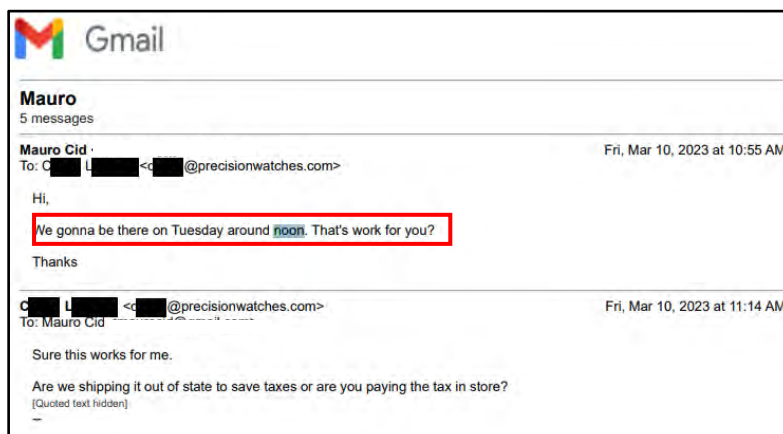 Gmail
Mauro
5 messages
Mauro Cid
Fri, Mar 10, 2023 at 10:55 AM
To: C L <c @precisionwatches.com>
Hi,
We gonna be there on Tuesday around noon. That's work for you?
Thanks
C L <c @precisionwatches.com>
Fri, Mar 10, 2023 at 11:14 AM
To: Mauro Cid
Sure this works for me.
Are we shipping it out of state to save taxes or are you paying the tax in store?
[Quoted text hidden]